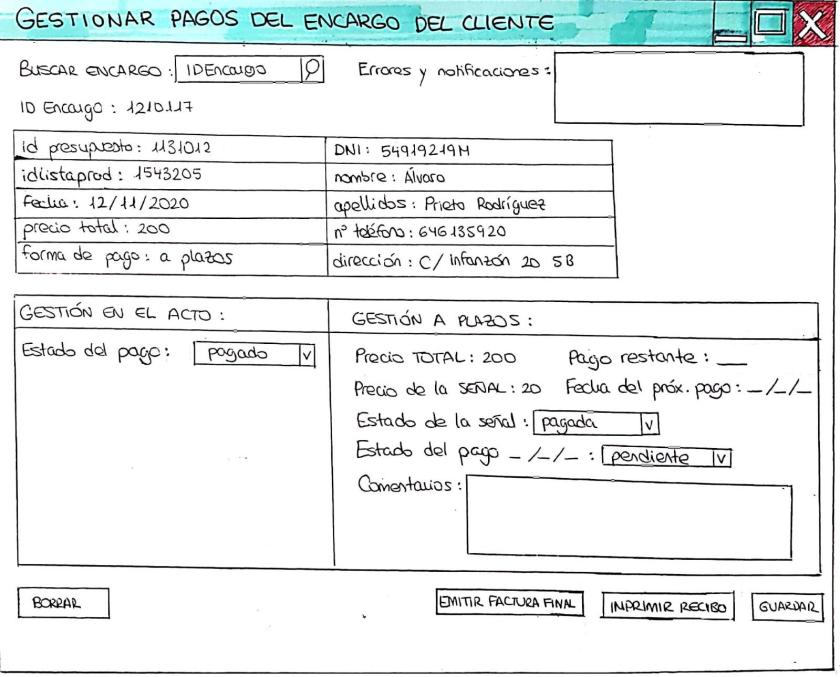 GESTIONAR PAGOS DEL ENCARGO DEL CLIENTE
BUSCAR ENCARGO: IDEncargo
Errores y notificaciones:
ID Encargo: 1210117
id presupuesto: 1131012
DNI: 54919219M
idlistaprod: 1543205
nombre: Álvaro
Fecha: 12/11/2020
apellidos: Prieto Rodríguez
precio total: 200
nº teléfono: 646135920
forma de pago: a plazos
dirección: C/ Infanzón 2D 5B
GESTIÓN EN EL ACTO:
GESTIÓN A PLAZOS:
Estado del pago: pagado V
Precio TOTAL: 200 Pago restante: __
Precio de la SEÑAL: 20 Fecha del próx. pago: _/_/_
Estado de la señal: pagada V
Estado del pago _/_/_: pendiente V
Comentarios:
BORRAR
EMITIR FACTURA FINAL
INPRIMIR RECIBO
GUARDAR
X